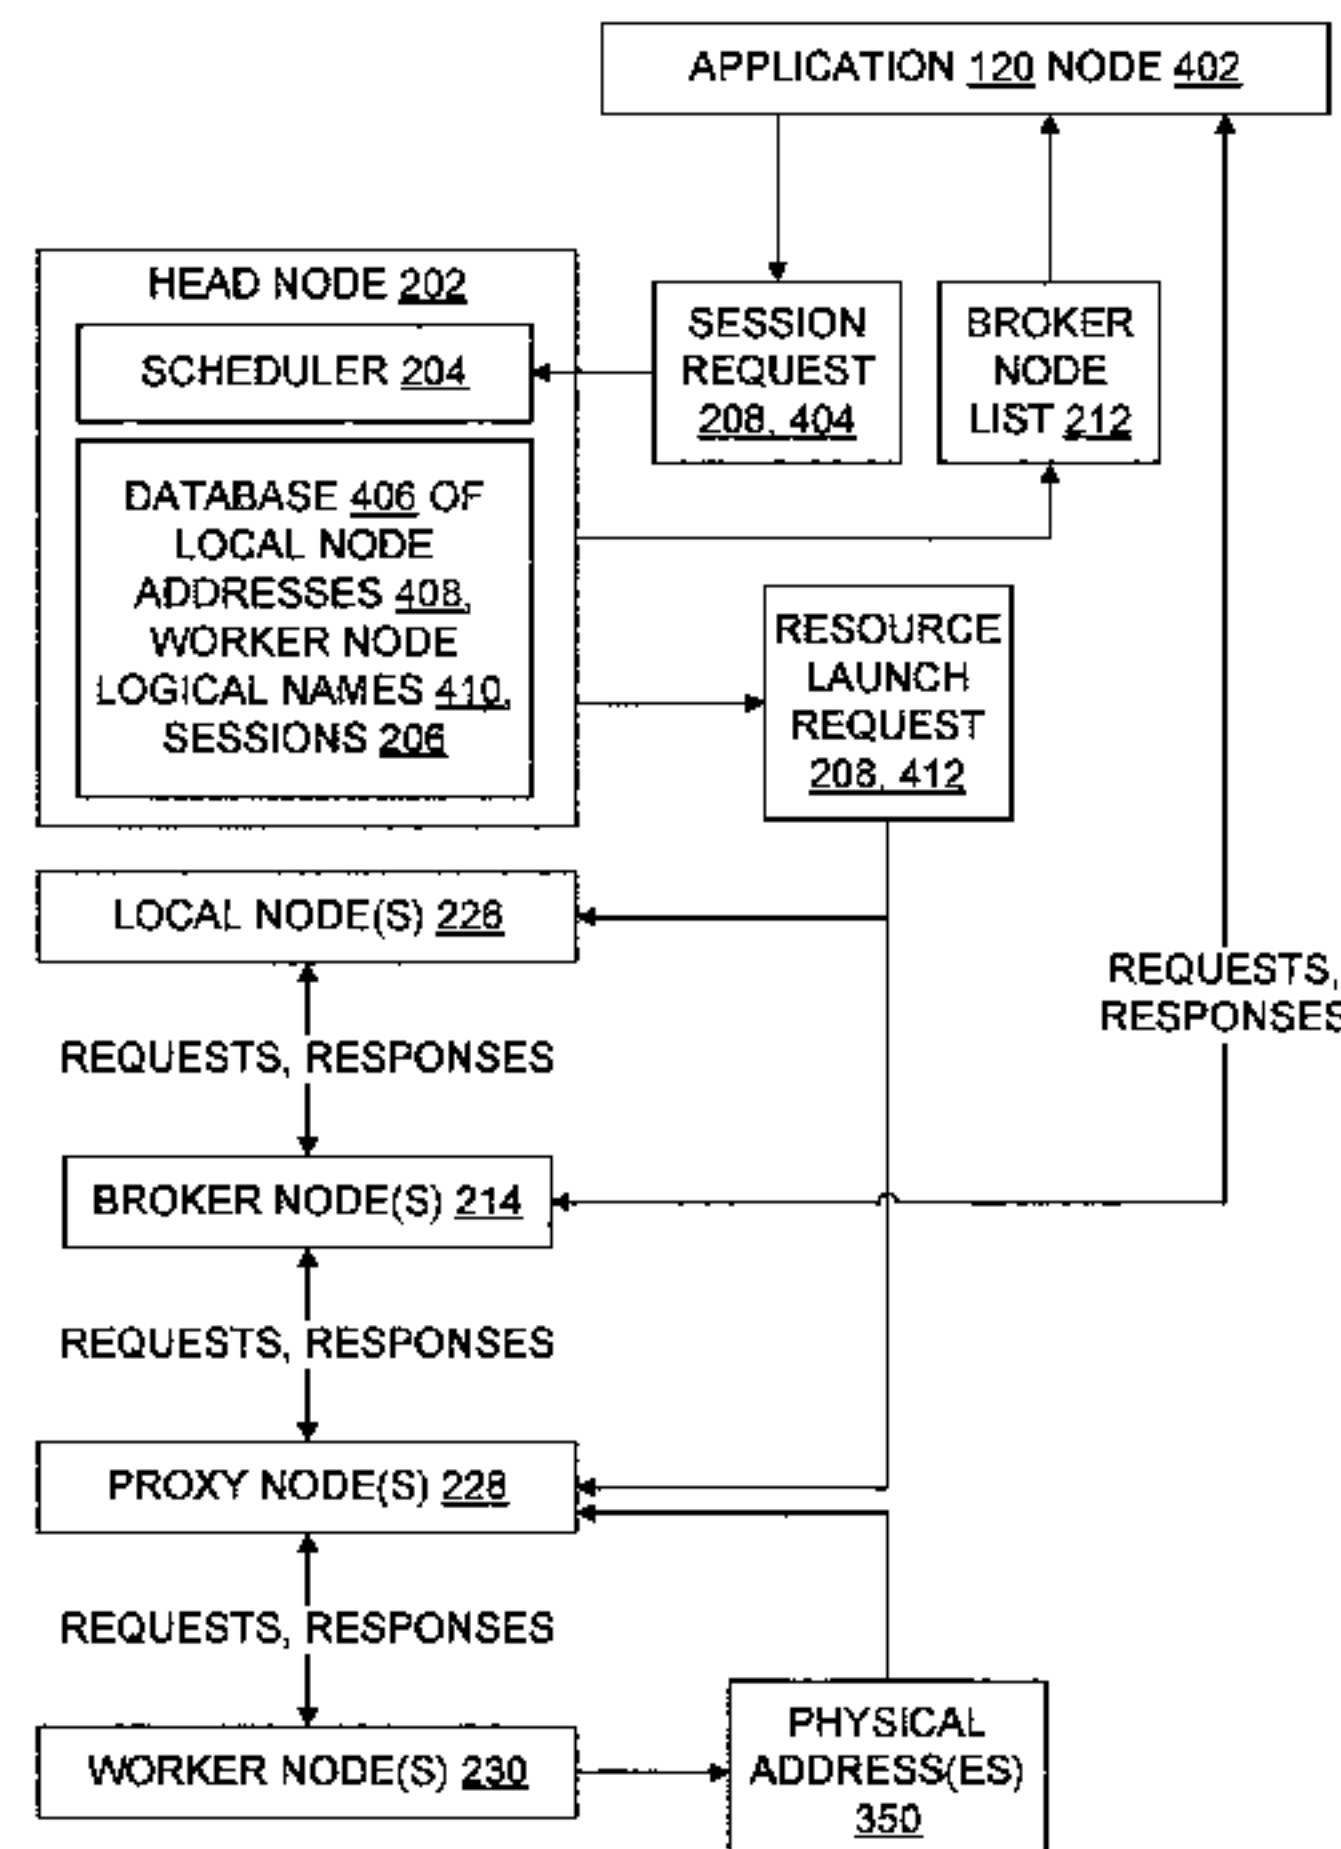 APPLICATION 120 NODE 402
HEAD NODE 202
SCHEDULER 204
SESSION
REQUEST
208, 404
BROKER
NODE
LIST 212
DATABASE 406 OF
LOCAL NODE
ADDRESSES 408,
WORKER NODE
LOGICAL NAMES 410,
SESSIONS 206
RESOURCE
LAUNCH
REQUEST
208, 412
LOCAL NODE(S) 226
REQUESTS,
RESPONSES
REQUESTS, RESPONSES
BROKER NODE(S) 214
REQUESTS, RESPONSES
PROXY NODE(S) 228
REQUESTS, RESPONSES
WORKER NODE(S) 230
PHYSICAL
ADDRESS(ES)
350